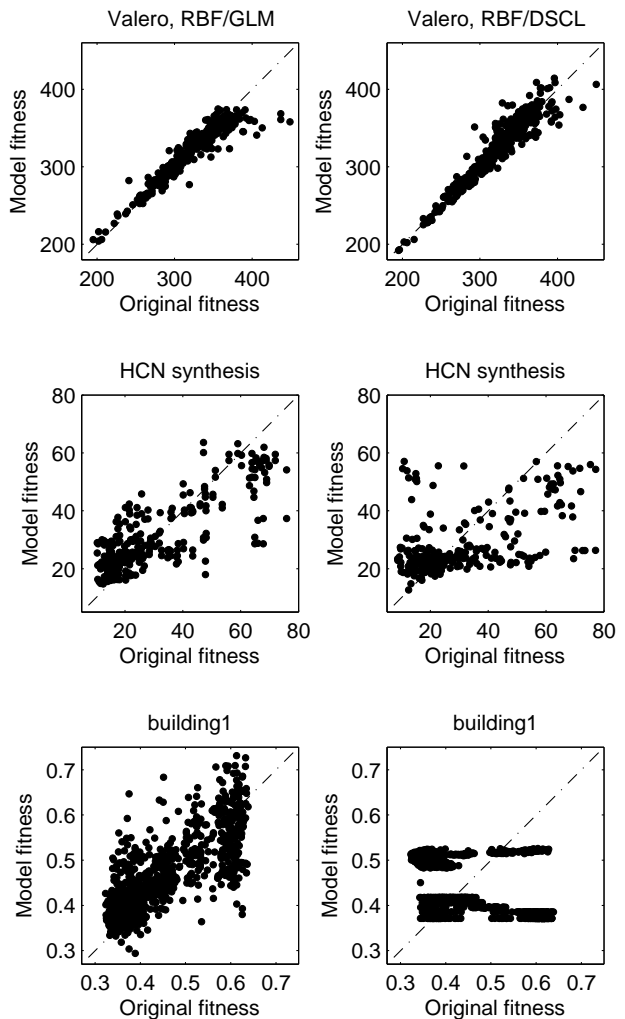 Valero, RBF/GLM
400
300
200
200 300 400
Model fitness
Original fitness
Valero, RBF/DSCL
400
300
200
200 300 400
Model fitness
Original fitness
HCN synthesis
80
60
40
20
20 40 60 80
Model fitness
Original fitness
HCN synthesis
80
60
40
20
20 40 60 80
Model fitness
Original fitness
building1
0.7
0.6
0.5
0.4
0.3
0.3 0.4 0.5 0.6 0.7
Model fitness
Original fitness
building1
0.7
0.6
0.5
0.4
0.3
0.3 0.4 0.5 0.6 0.7
Model fitness
Original fitness